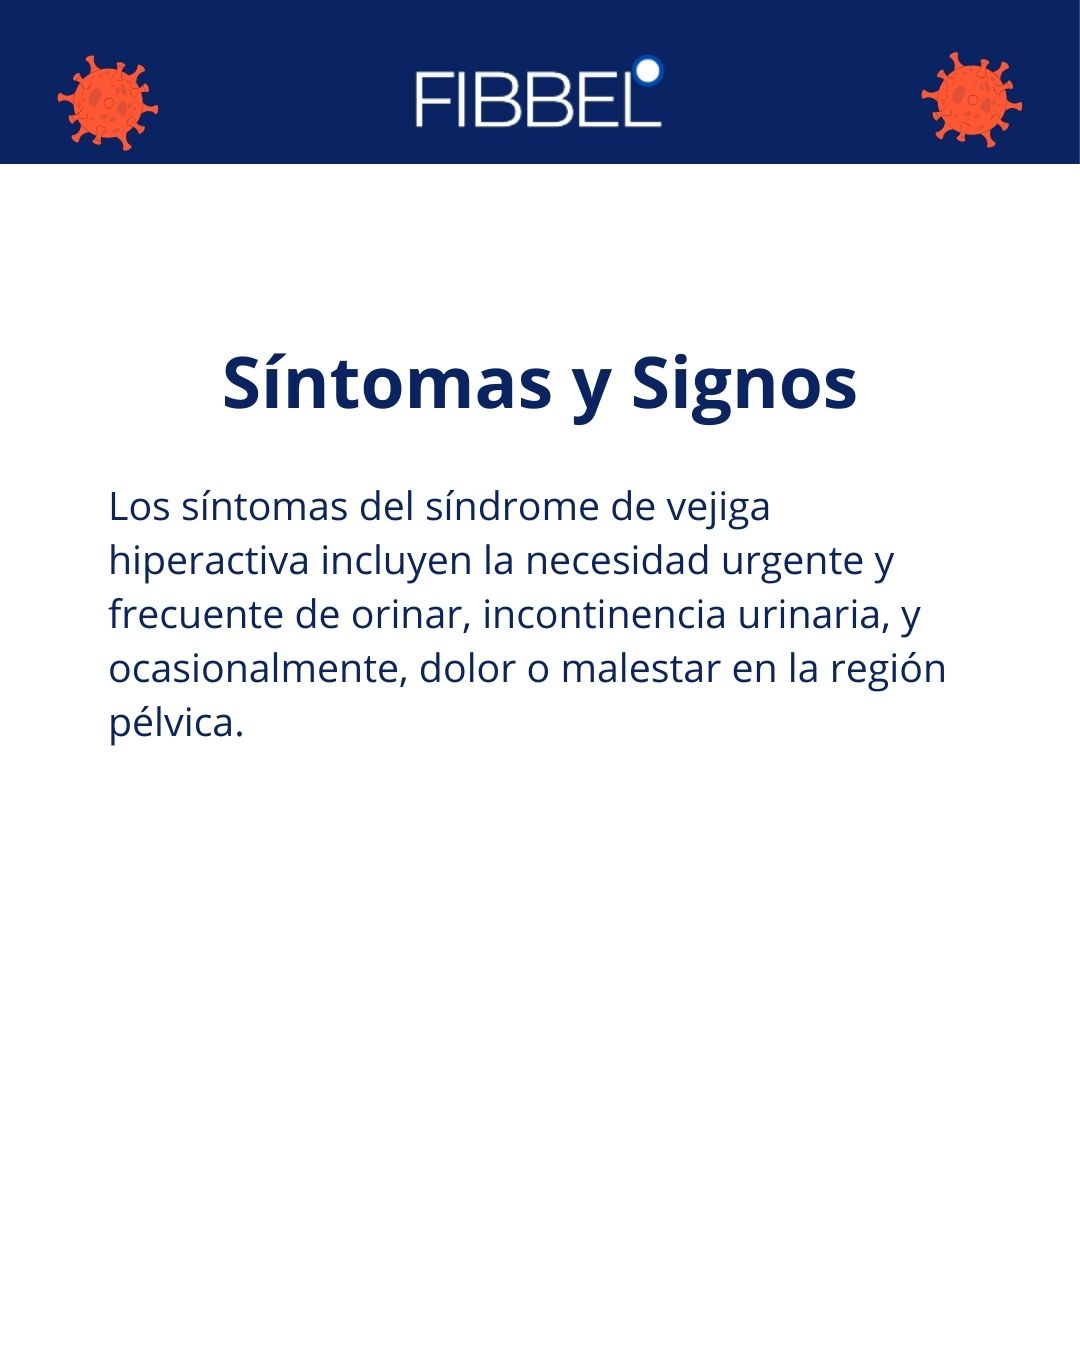 FIBBEL
Síntomas y Signos
Los síntomas del síndrome de vejiga
hiperactiva incluyen la necesidad urgente y
frecuente de orinar, incontinencia urinaria, y
ocasionalmente, dolor o malestar en la región
pélvica.